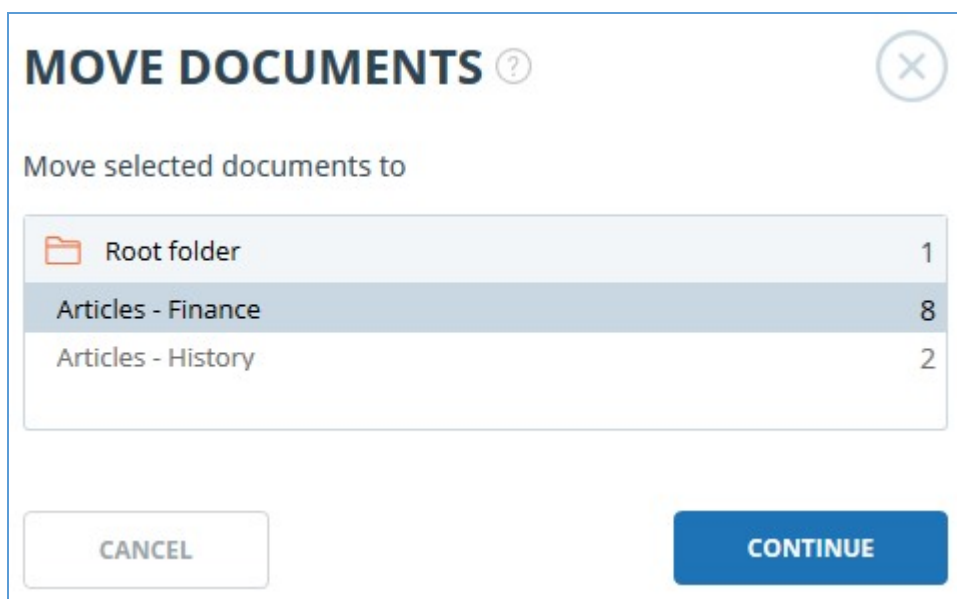 MOVE DOCUMENTS ?
Move selected documents to
Root folder 1
Articles - Finance 8
Articles - History 2
CANCEL CONTINUE